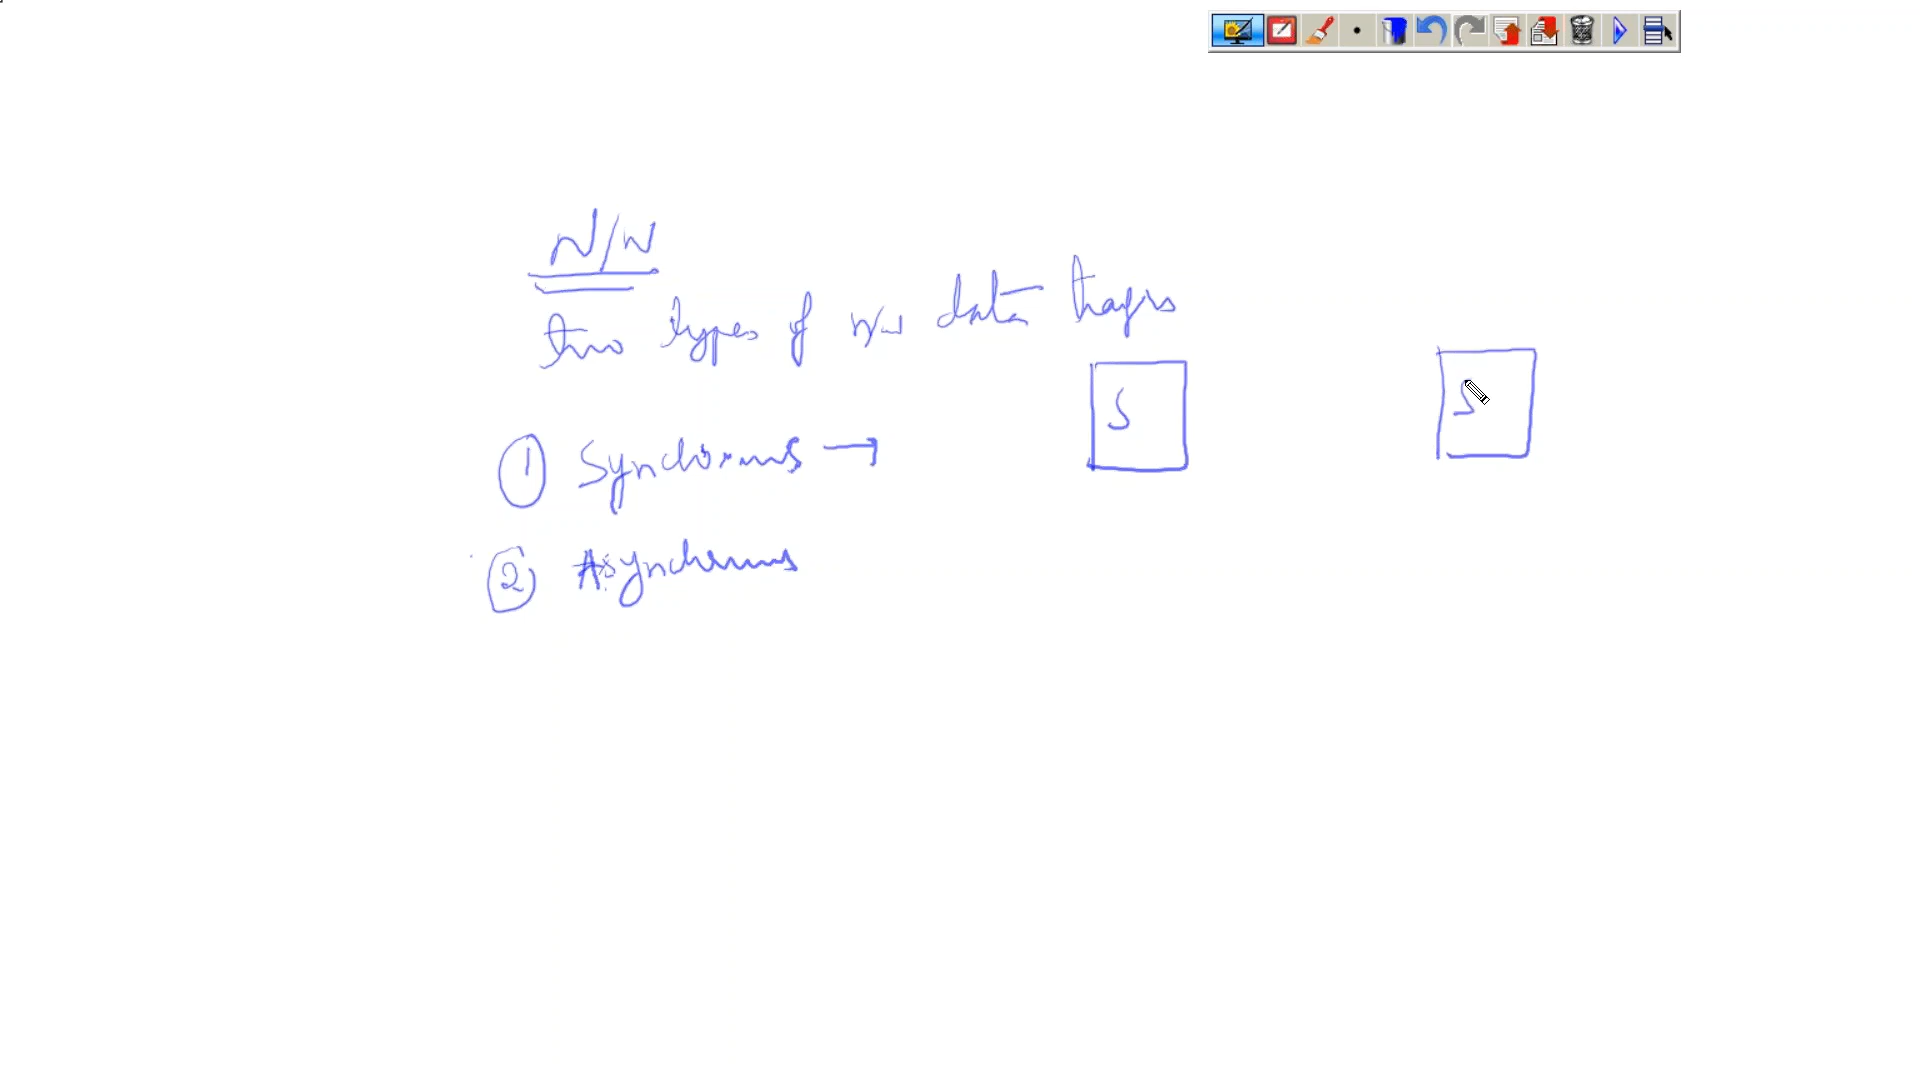 N/W
two types of n/w data transfers
① Synchronous →
② Asynchronous
S
S